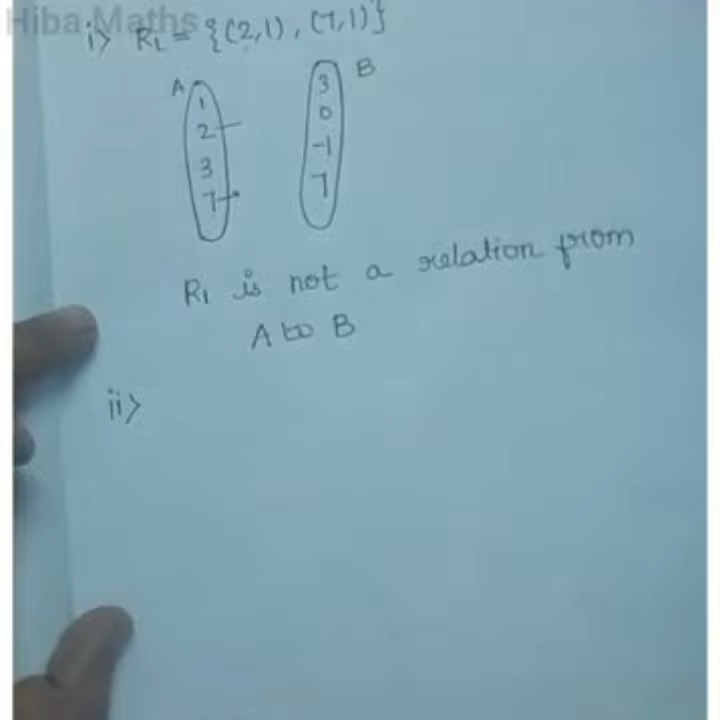 Hiba Maths
i> R1 = {(2,1), (7,1)}
A
1
2
3
7
B
3
0
-1
7
R1 is not a relation from
A to B
ii>